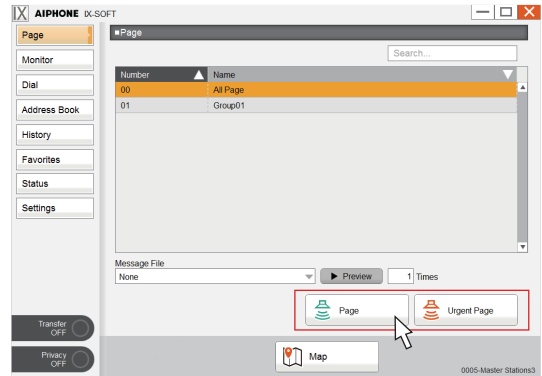 IX AIPHONE IX-SOFT
Page
Monitor
Dial
Address Book
History
Favorites
Status
Settings
Transfer
OFF
Privacy
OFF
■Page
Search...
Number Name
00 All Page
01 Group01
Message File
None Preview 1 Times
Page Urgent Page
Map
0005-Master Stations3